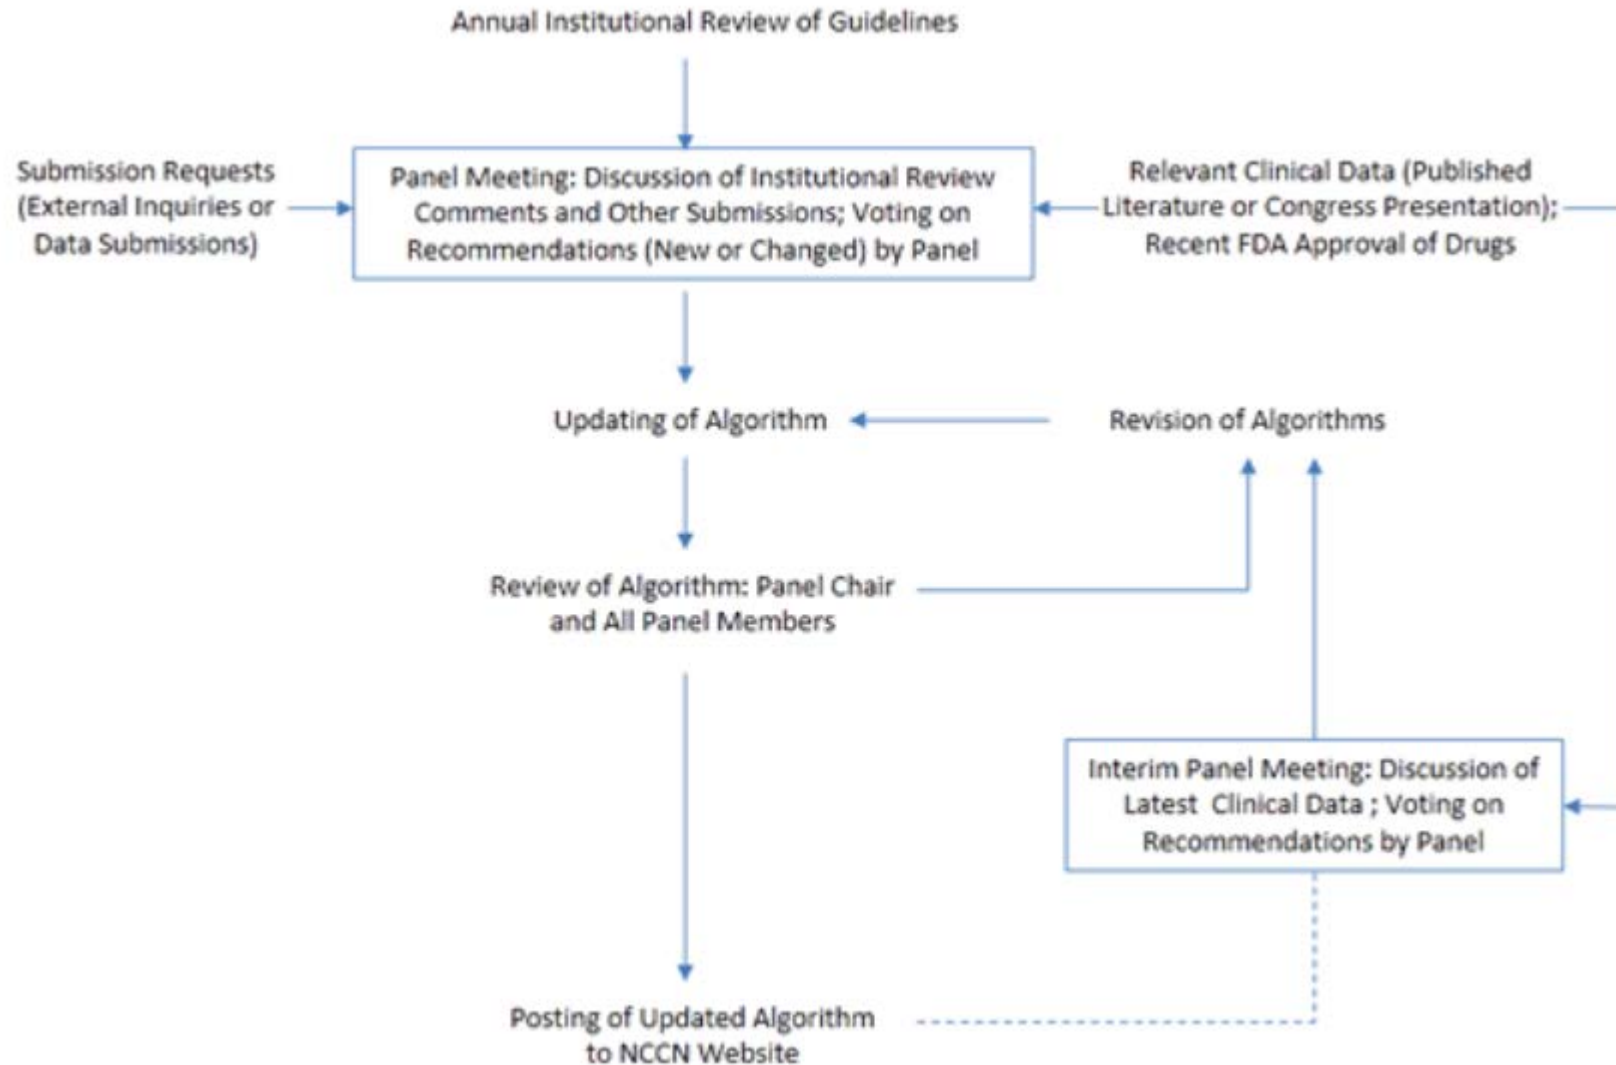 Annual Institutional Review of Guidelines
Submission Requests
(External Inquiries or
Data Submissions)
Panel Meeting: Discussion of Institutional Review
Comments and Other Submissions; Voting on
Recommendations (New or Changed) by Panel
Relevant Clinical Data (Published
Literature or Congress Presentation);
Recent FDA Approval of Drugs
Updating of Algorithm
Revision of Algorithms
Review of Algorithm: Panel Chair
and All Panel Members
Interim Panel Meeting: Discussion of
Latest Clinical Data ; Voting on
Recommendations by Panel
Posting of Updated Algorithm
to NCCN Website